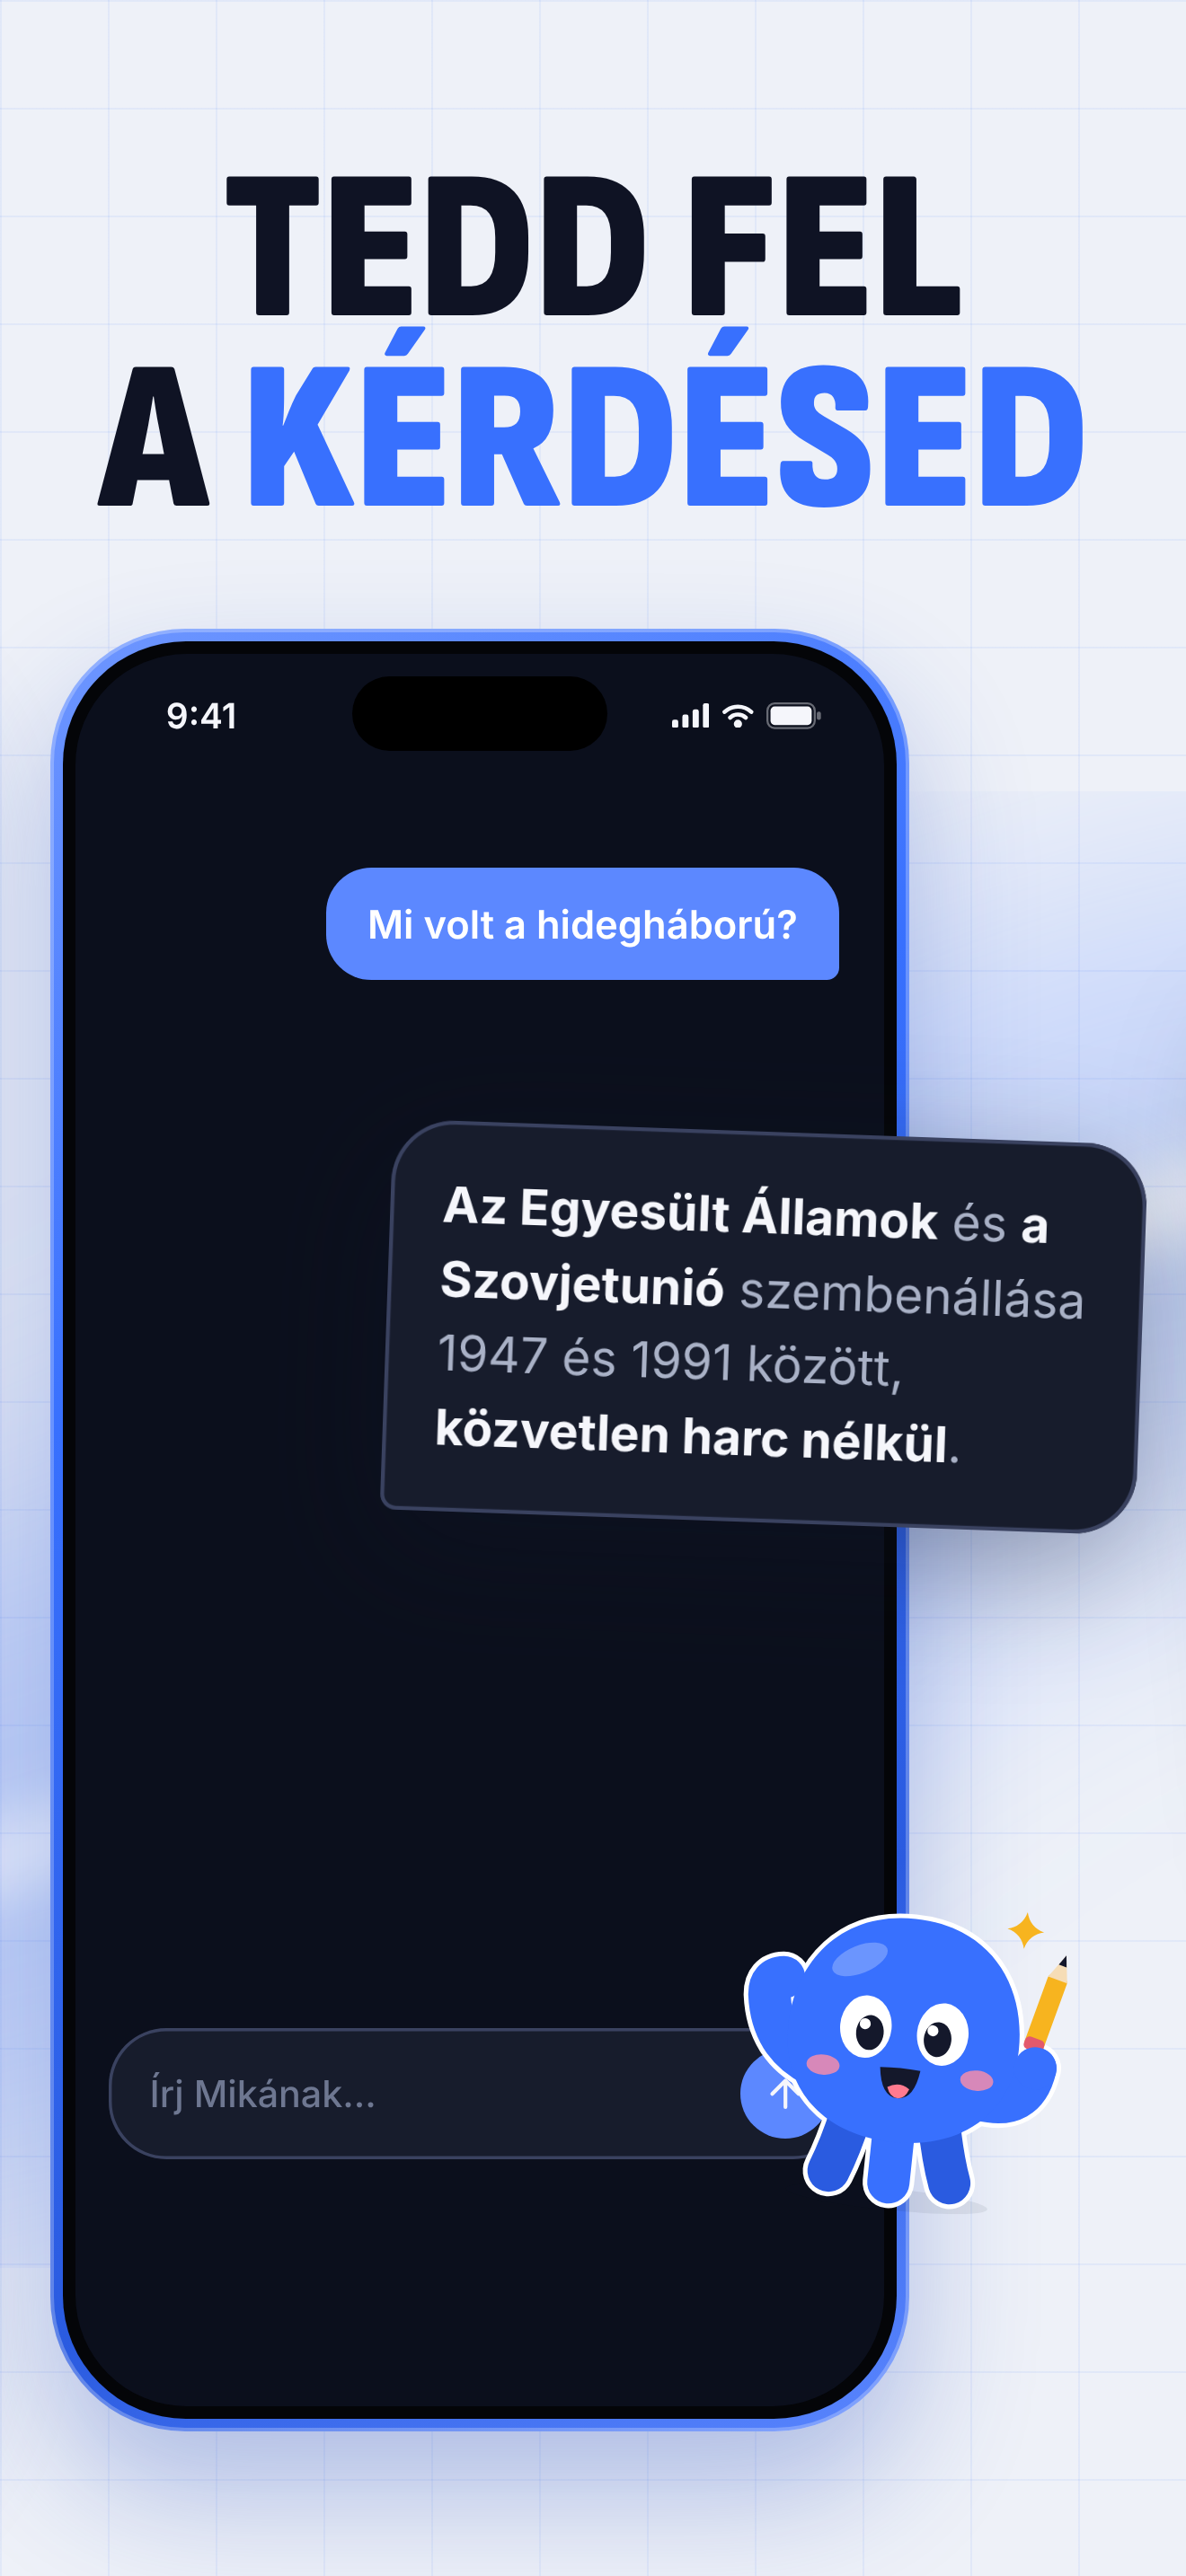 TEDD FEL
A KÉRDÉSED
9:41
Mi volt a hidegháború?
Az Egyesült Államok és a
Szovjetunió szembenállása
1947 és 1991 között,
közvetlen harc nélkül.
Írj Mikának...